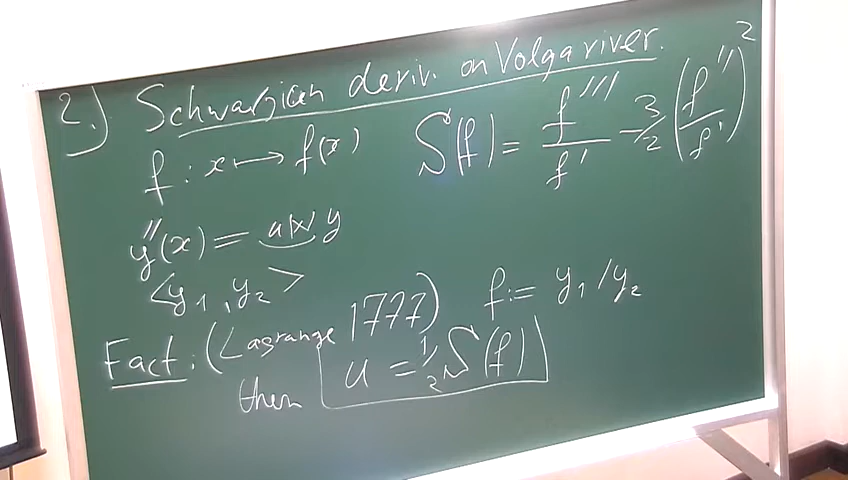 2.) Schwarzian deriv. on Volga river.
f : x ↦ f(x) S(f) = f'''/f' - 3/2 (f''/f')²
y''(x) = u(x) y
<y₁, y₂>
Fact: (Lagrange 1777) f := y₁/y₂
then u = 1/2 S(f)